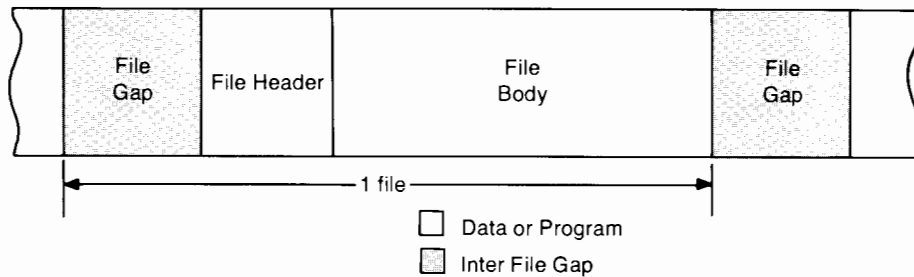 File
Gap
File Header
File
Body
File
Gap
1 file
Data or Program
Inter File Gap